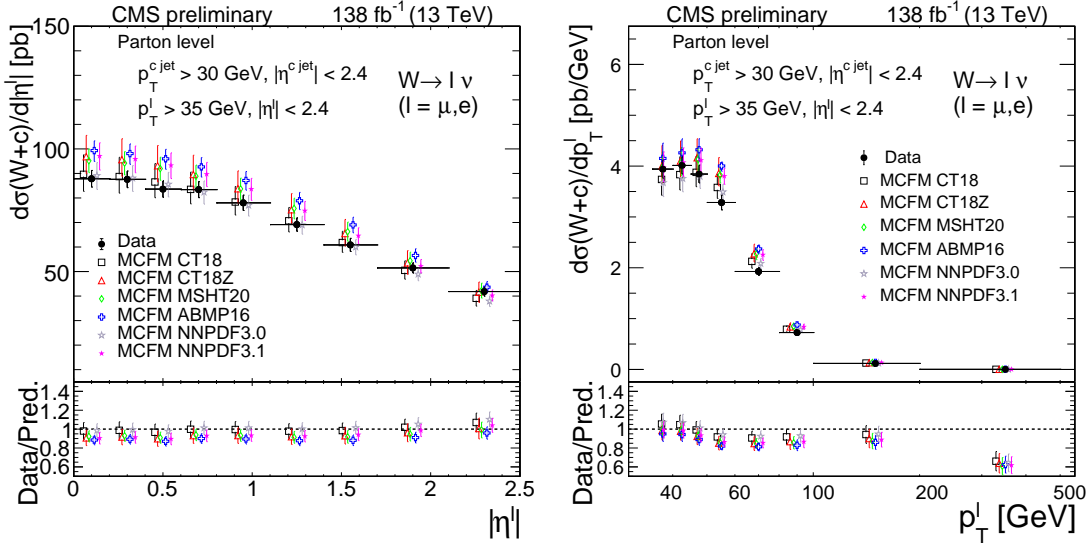 CMS preliminary 138 fb⁻¹ (13 TeV)
dσ(W+c)/d|η^l| [pb]
150
100
50
Parton level
p_T^{c jet} > 30 GeV, |η^{c jet}| < 2.4
p_T^l > 35 GeV, |η^l| < 2.4
W→ l ν
(l = μ,e)
Data
MCFM CT18
MCFM CT18Z
MCFM MSHT20
MCFM ABMP16
MCFM NNPDF3.0
MCFM NNPDF3.1
Data/Pred.
1.4
1.2
1
0.8
0.6
0 0.5 1 1.5 2 2.5
|η^l|
CMS preliminary 138 fb⁻¹ (13 TeV)
dσ(W+c)/dp_T^l [pb/GeV]
6
4
2
0
Parton level
p_T^{c jet} > 30 GeV, |η^{c jet}| < 2.4
p_T^l > 35 GeV, |η^l| < 2.4
W→ l ν
(l = μ,e)
Data
MCFM CT18
MCFM CT18Z
MCFM MSHT20
MCFM ABMP16
MCFM NNPDF3.0
MCFM NNPDF3.1
Data/Pred.
1.4
1.2
1
0.8
0.6
40 60 100 200 500
p_T^l [GeV]